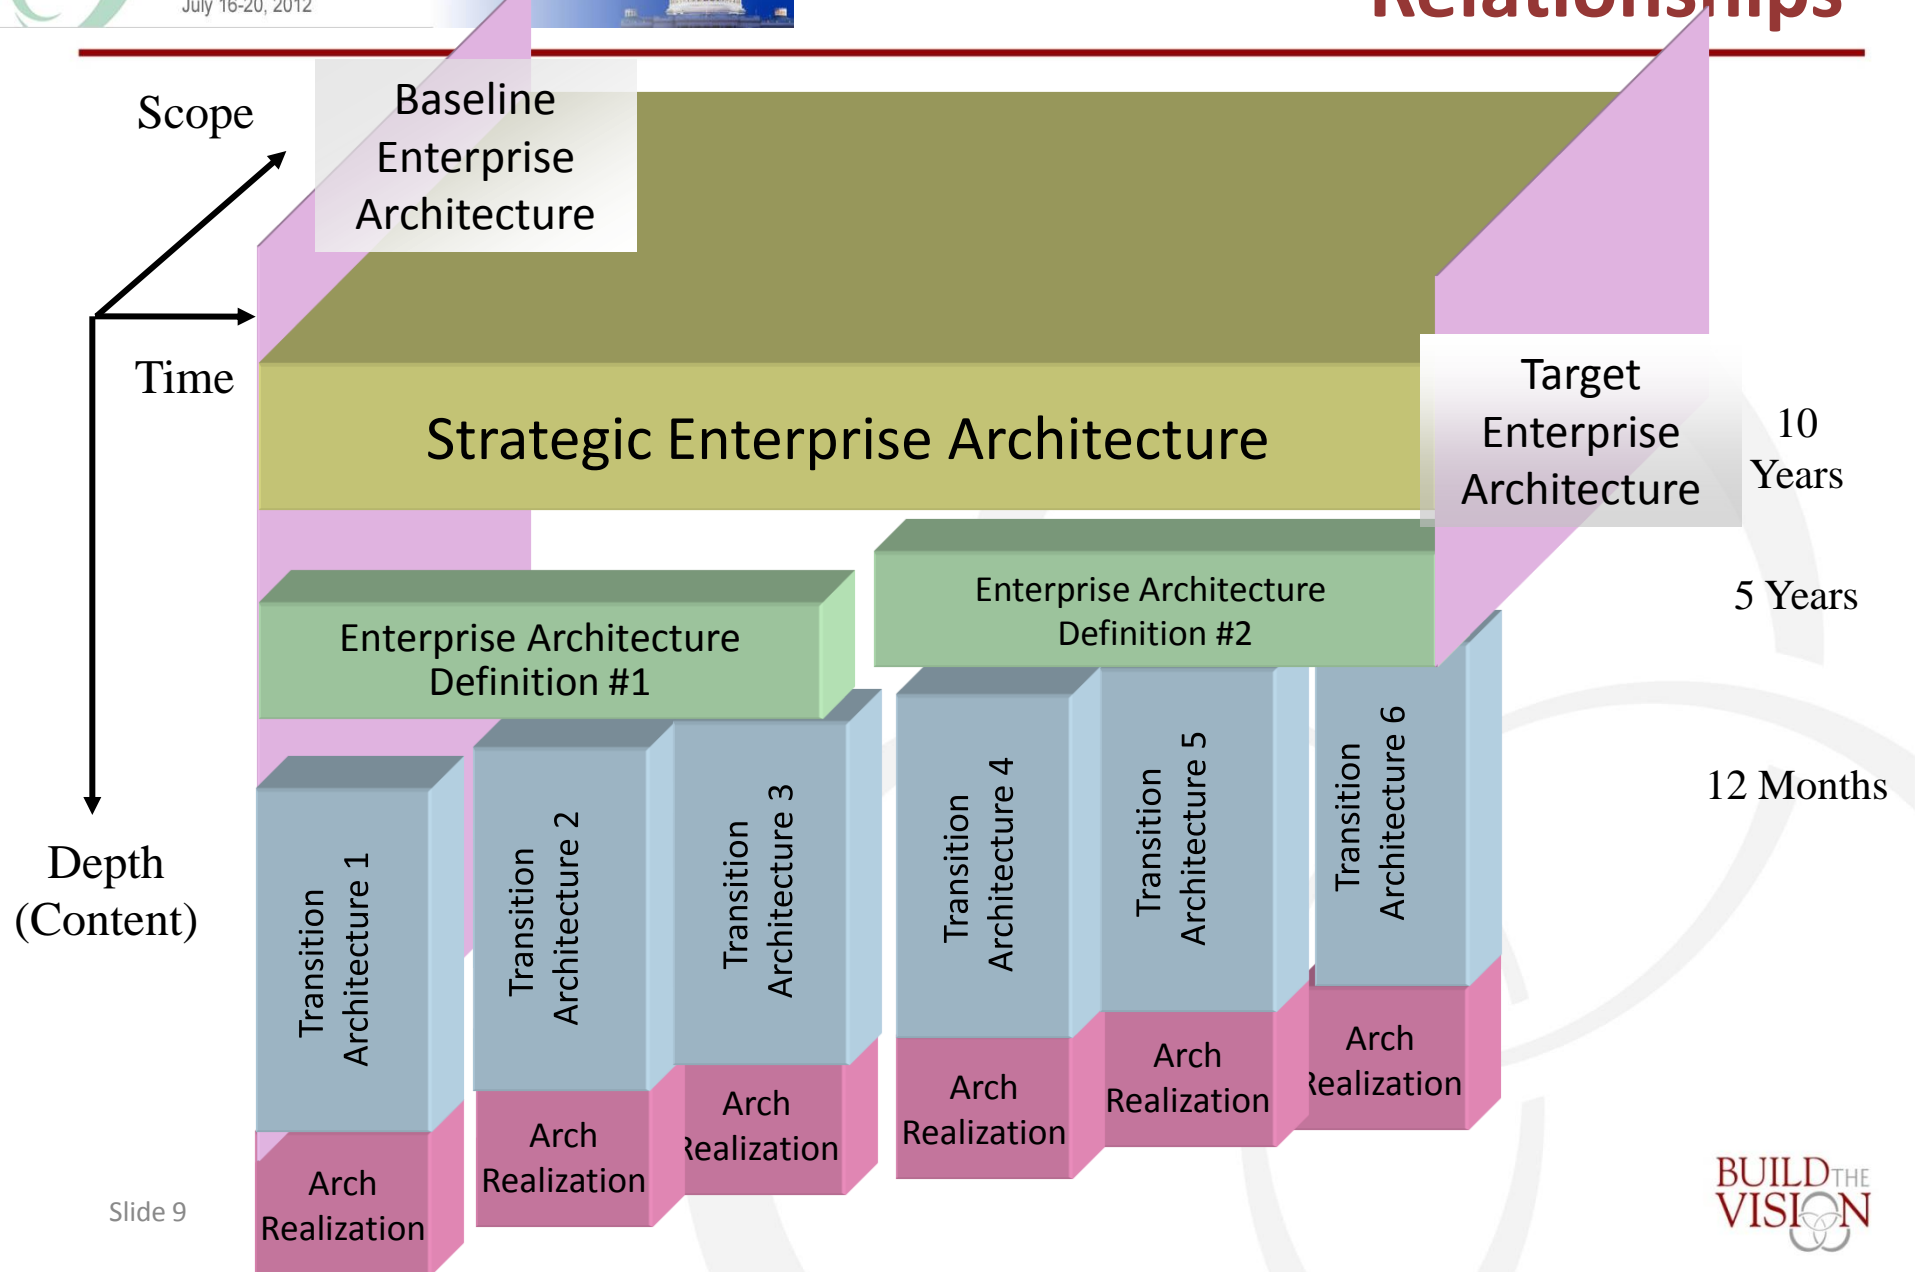 July 16-20, 2012
Relationships
Scope
Baseline
Enterprise
Architecture
Time
Strategic Enterprise Architecture
Target
Enterprise
Architecture
10
Years
Enterprise Architecture
Definition #1
Enterprise Architecture
Definition #2
5 Years
Transition
Architecture 1
Transition
Architecture 2
Transition
Architecture 3
Transition
Architecture 4
Transition
Architecture 5
Transition
Architecture 6
12 Months
Depth
(Content)
Arch
Realization
Arch
Realization
Arch
Realization
Arch
Realization
Arch
Realization
Arch
Realization
Slide 9
BUILD THE
VISION